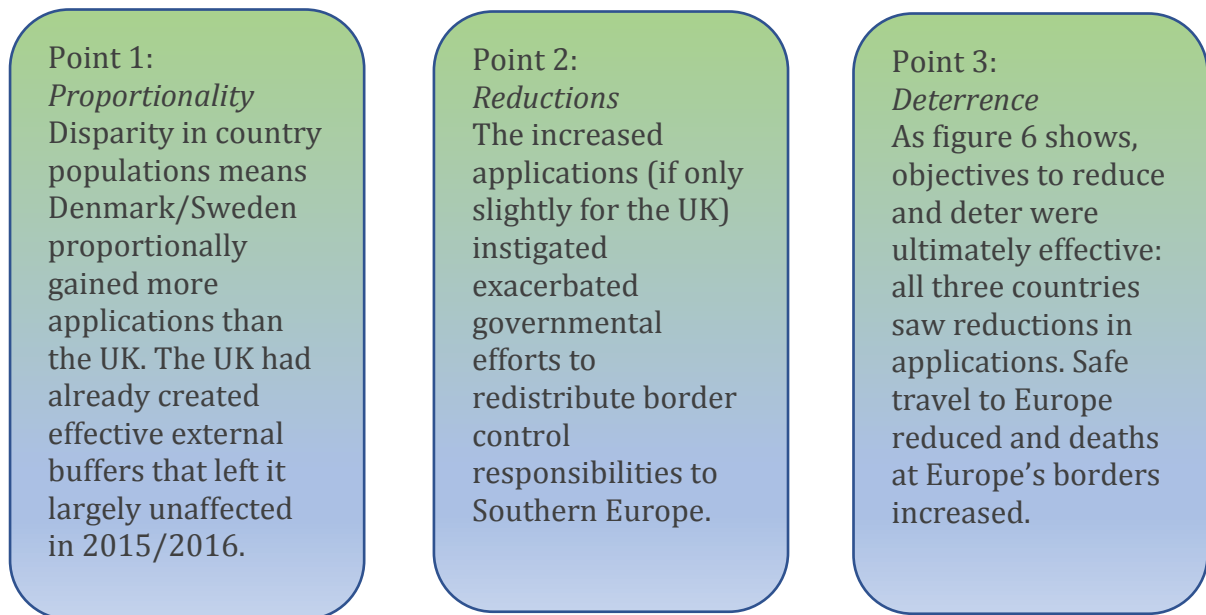 Point 1:
Proportionality
Disparity in country
populations means
Denmark/Sweden
proportionally
gained more
applications than
the UK. The UK had
already created
effective external
buffers that left it
largely unaffected
in 2015/2016.
Point 2:
Reductions
The increased
applications (if only
slightly for the UK)
instigated
exacerbated
governmental
efforts to
redistribute border
control
responsibilities to
Southern Europe.
Point 3:
Deterrence
As figure 6 shows,
objectives to reduce
and deter were
ultimately effective:
all three countries
saw reductions in
applications. Safe
travel to Europe
reduced and deaths
at Europe’s borders
increased.